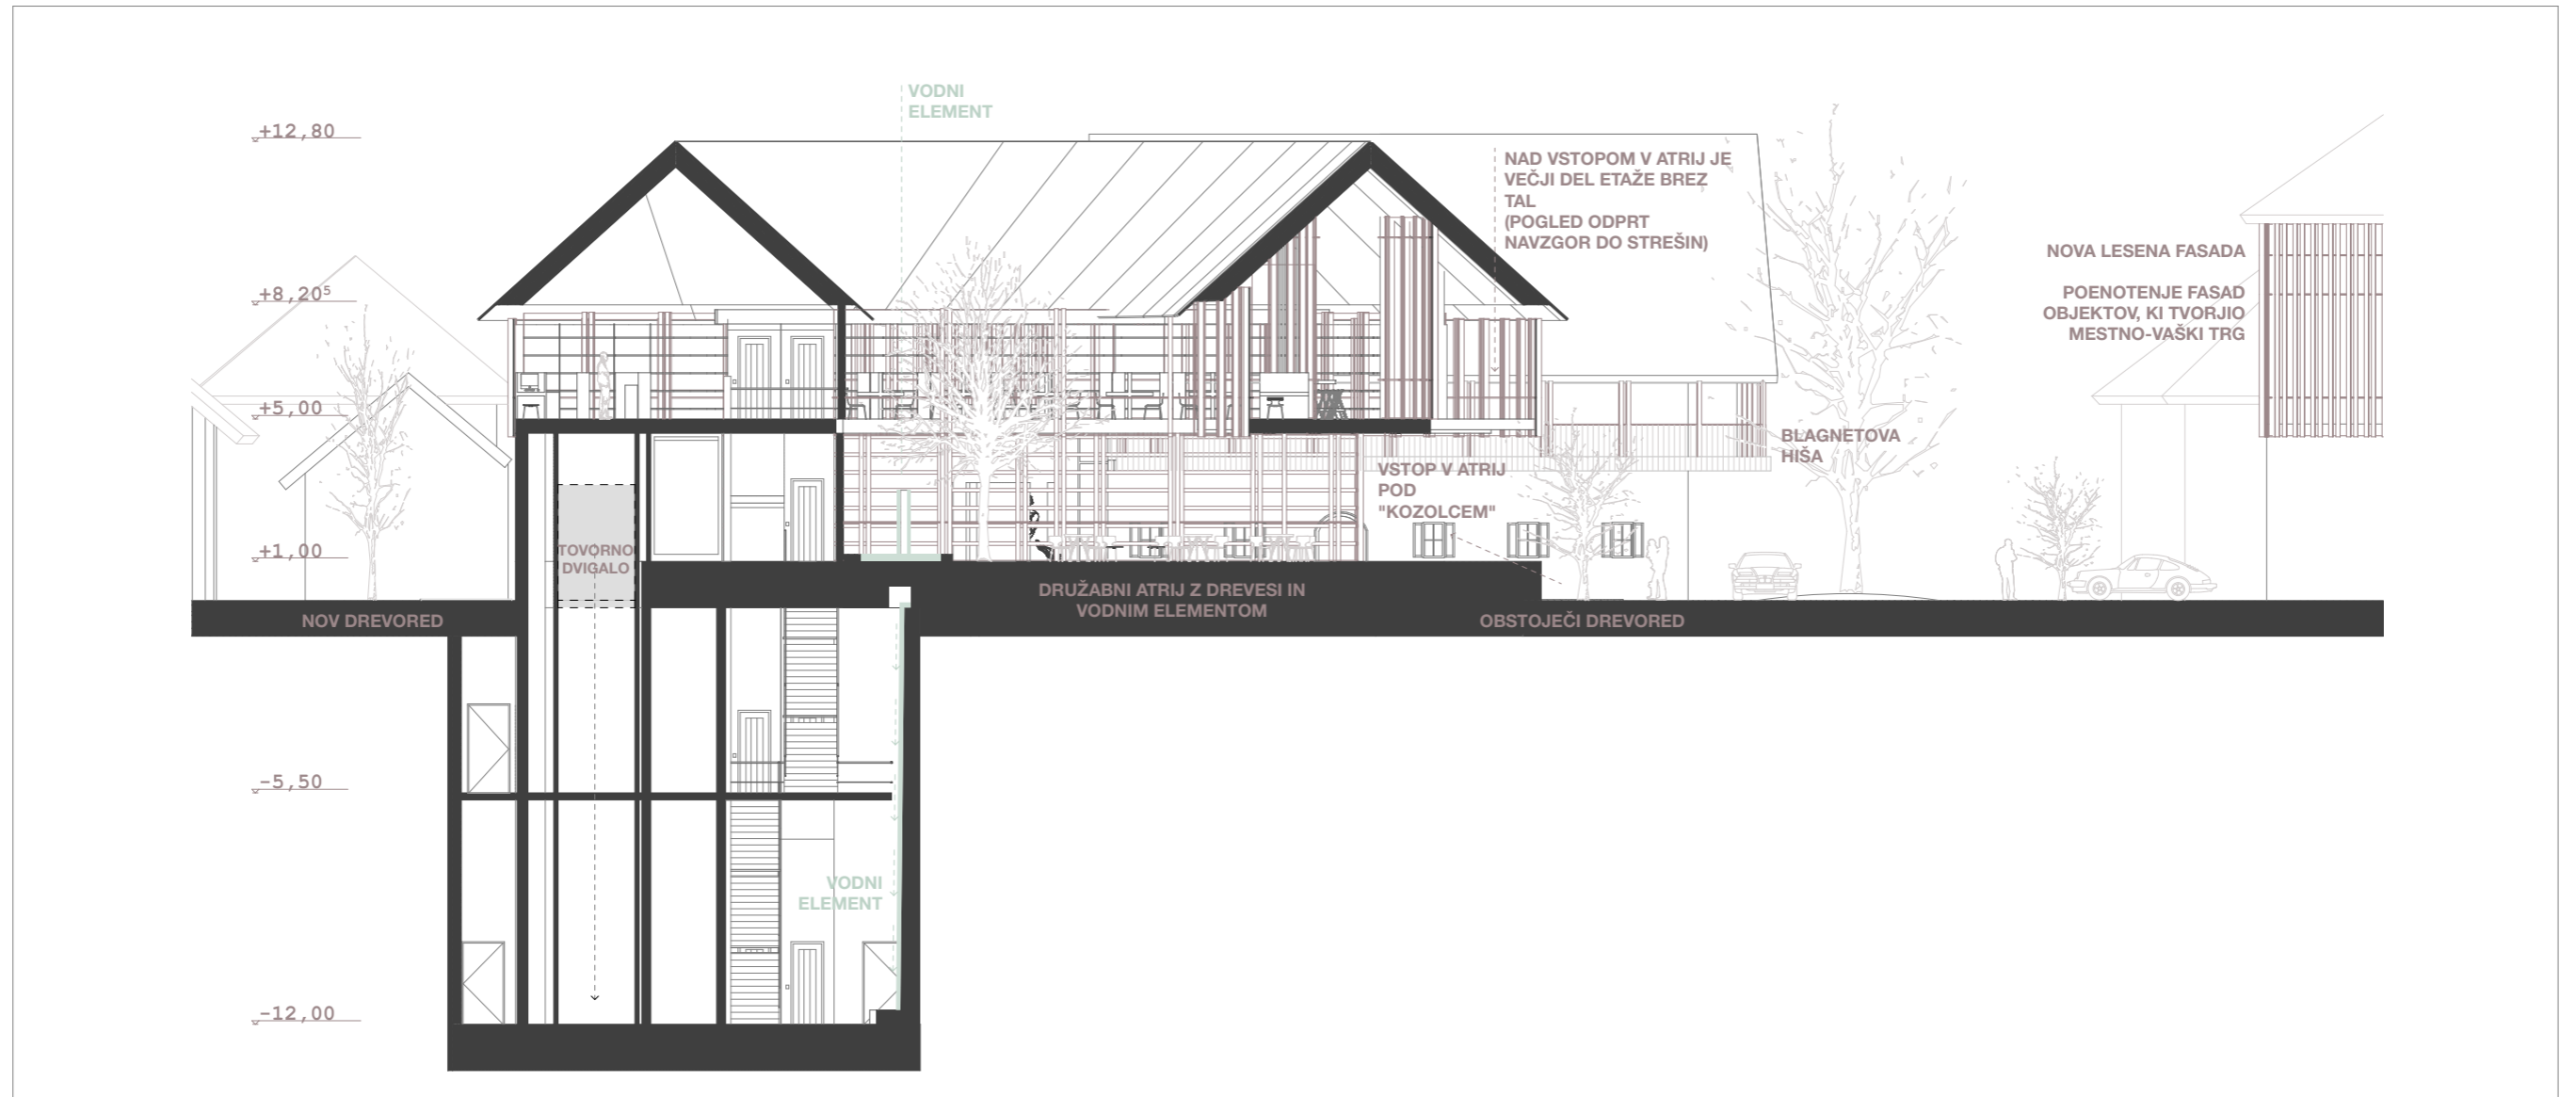 VODNI
ELEMENT
+12,80
NAD VSTOPOM V ATRIJ JE
VEČJI DEL ETAŽE BREZ
TAL
(POGLED ODPRT
NAVZGOR DO STREŠIN)
NOVA LESENA FASADA
POENOTENJE FASAD
OBJEKTOV, KI TVORJIO
MESTNO-VAŠKI TRG
+8,20⁵
+5,00
BLAGNETOVA
HIŠA
VSTOP V ATRIJ
POD
"KOZOLCEM"
+1,00
TOVORNO
DVIGALO
DRUŽABNI ATRIJ Z DREVESI IN
VODNIM ELEMENTOM
NOV DREVORED
OBSTOJEČI DREVORED
-5,50
VODNI
ELEMENT
-12,00